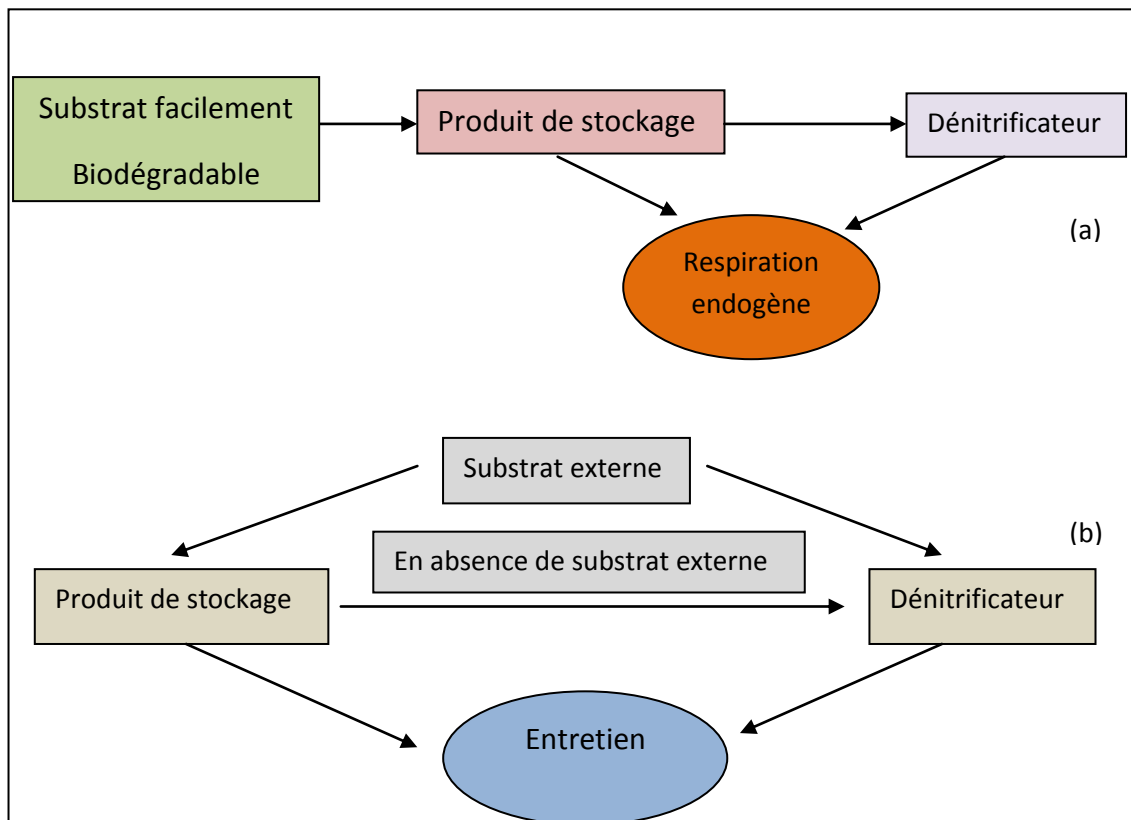 Substrat facilement
Biodégradable
Produit de stockage
Dénitrificateur
Respiration
endogène
(a)
Substrat externe
En absence de substrat externe
(b)
Produit de stockage
Dénitrificateur
Entretien